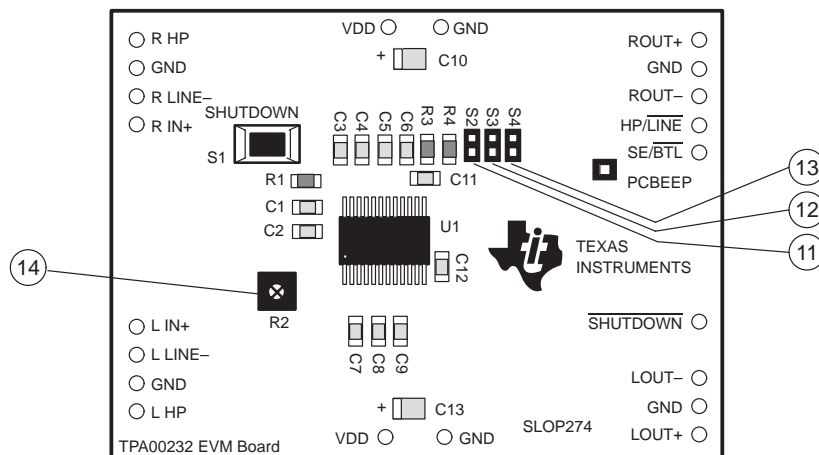 VDD
GND
R HP
GND
R LINE–
R IN+
+
C10
ROUT+
GND
ROUT–
HP/LINE
SE/BTL
SHUTDOWN
S1
C3
C4
C5
C6
R3
R4
S2
S3
S4
PCBEEP
13
12
11
R1
C11
C1
C2
U1
C12
TEXAS
INSTRUMENTS
14
R2
SHUTDOWN
L IN+
L LINE–
GND
L HP
C7
C8
C9
LOUT–
GND
LOUT+
+
C13
SLOP274
VDD
GND
TPA00232 EVM Board